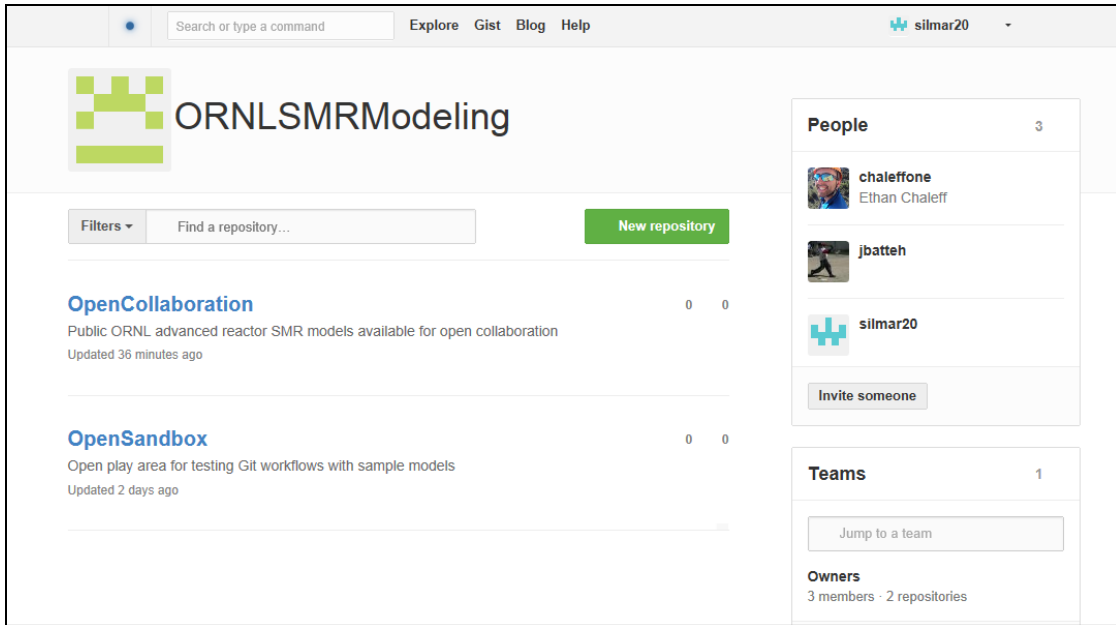 Search or type a command Explore Gist Blog Help silmar20
ORNLSMRModeling
Filters Find a repository... New repository
OpenCollaboration 0 0
Public ORNL advanced reactor SMR models available for open collaboration
Updated 36 minutes ago
OpenSandbox 0 0
Open play area for testing Git workflows with sample models
Updated 2 days ago
People 3
chaleffone
Ethan Chaleff
jbatteh
silmar20
Invite someone
Teams 1
Jump to a team
Owners
3 members · 2 repositories